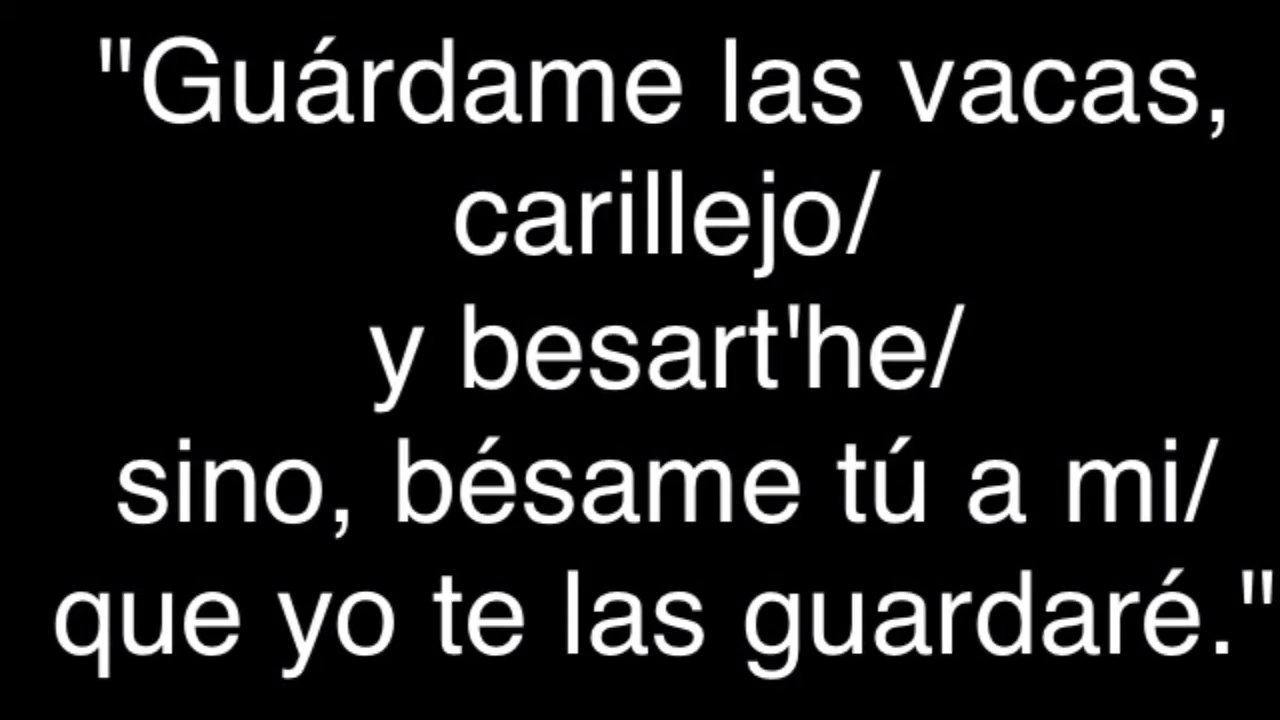 "Guárdame las vacas,
carillejo/
y besart'he/
sino, bésame tú a mi/
que yo te las guardaré."